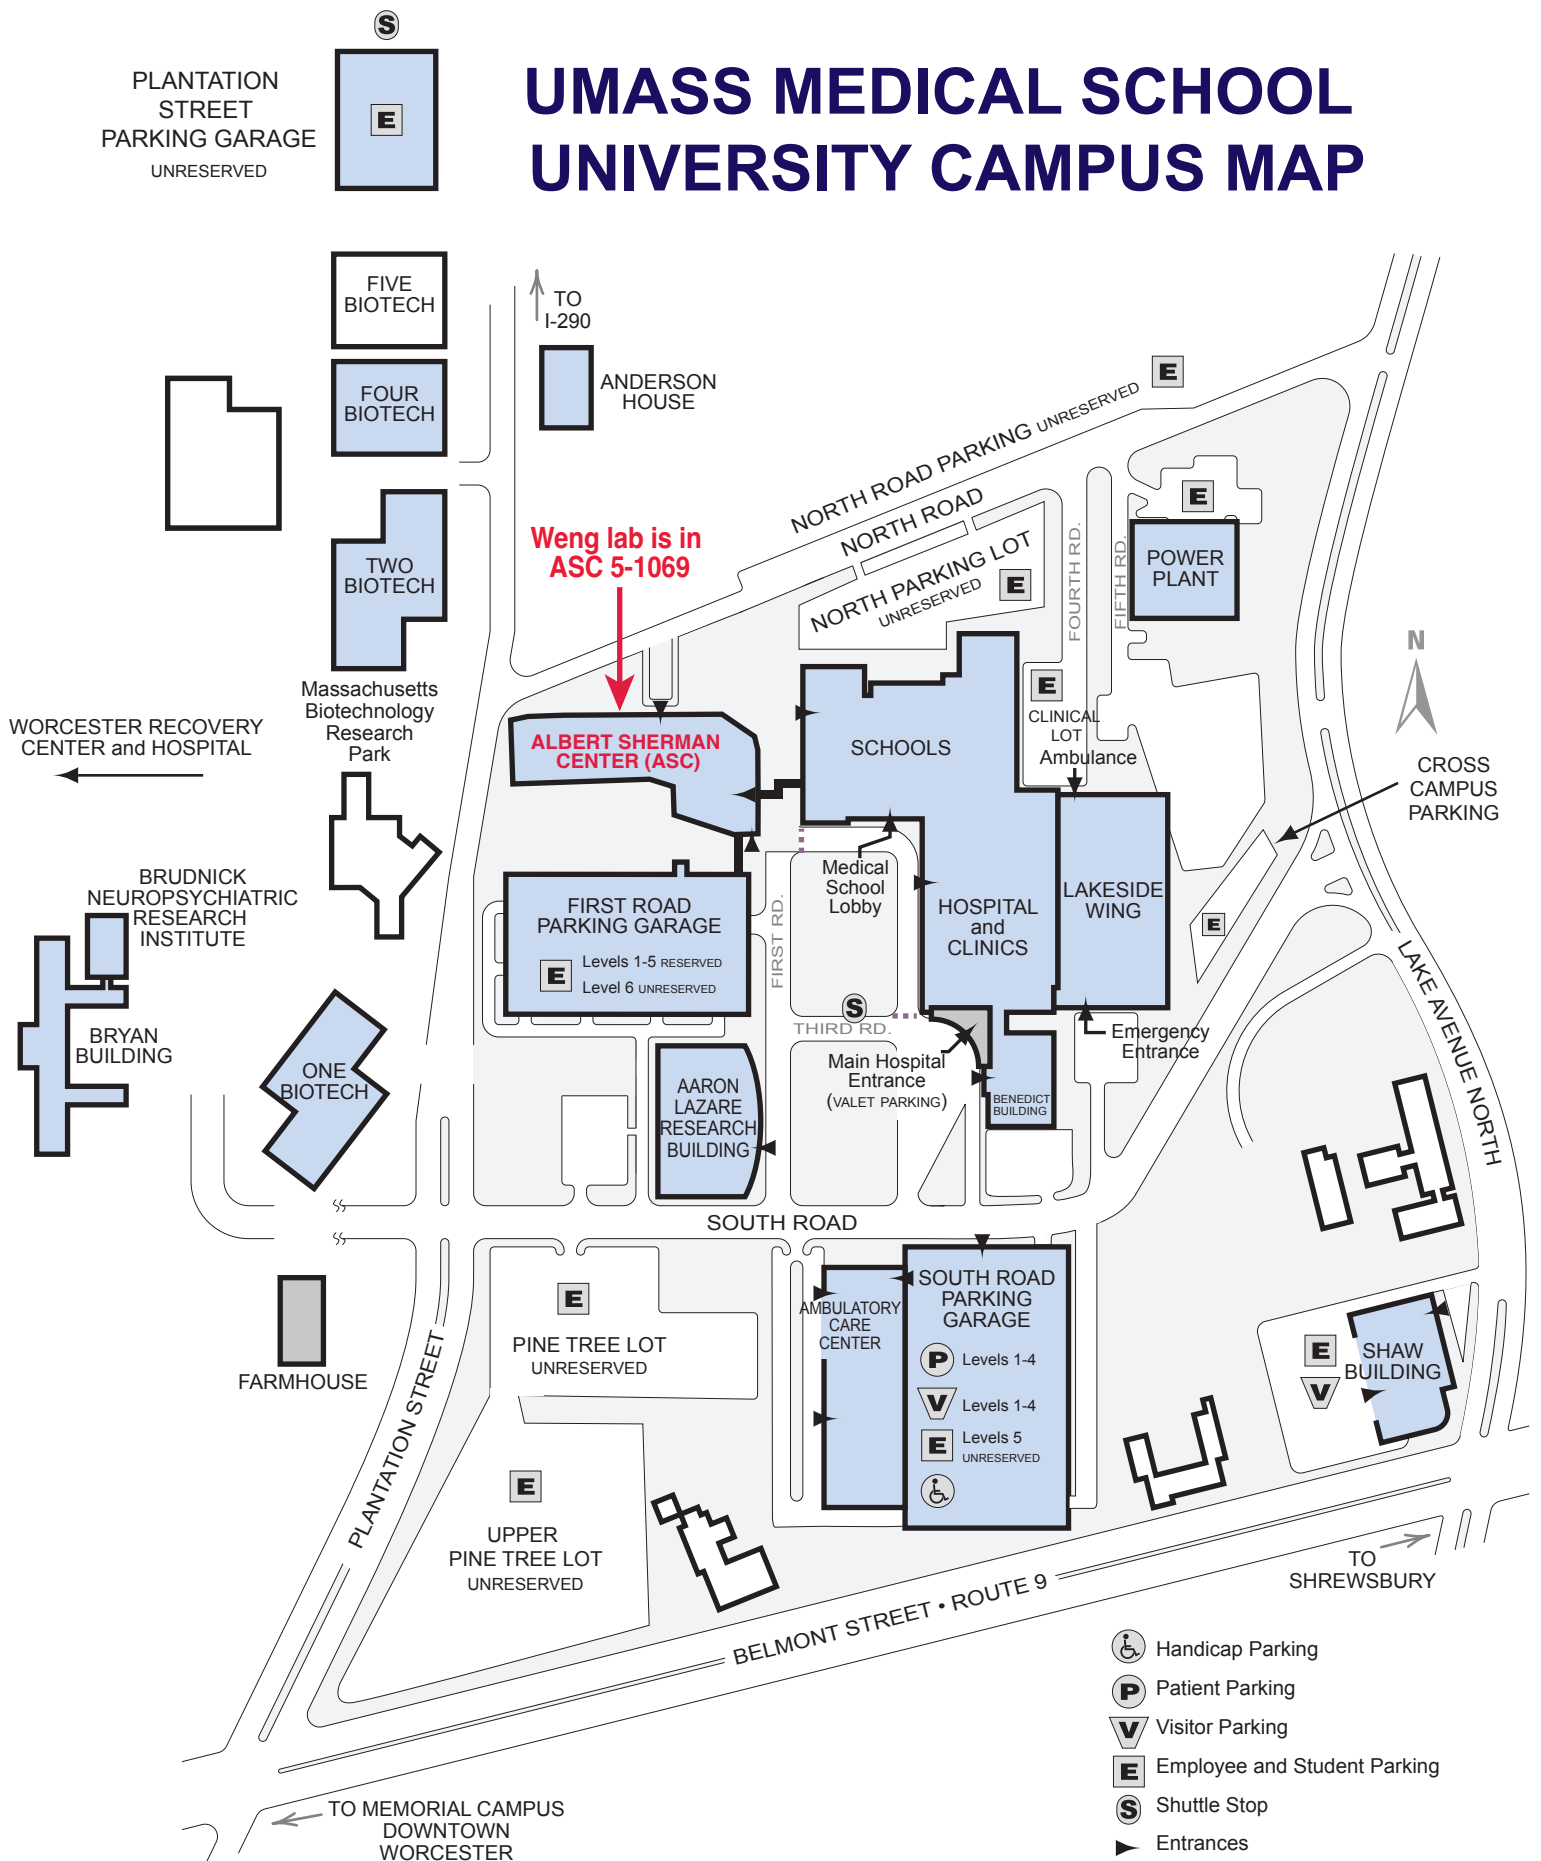 S
PLANTATION
STREET
PARKING GARAGE
UNRESERVED
E
UMASS MEDICAL SCHOOL
UNIVERSITY CAMPUS MAP
FIVE
BIOTECH
TO
I-290
FOUR
BIOTECH
ANDERSON
HOUSE
E
NORTH ROAD PARKING UNRESERVED
NORTH ROAD
NORTH PARKING LOT
UNRESERVED
E
FOURTH RD.
FIFTH RD.
E
POWER
PLANT
Weng lab is in
ASC 5-1069
TWO
BIOTECH
Massachusetts
Biotechnology
Research
Park
WORCESTER RECOVERY
CENTER and HOSPITAL
ALBERT SHERMAN
CENTER (ASC)
SCHOOLS
E
CLINICAL
LOT
Ambulance
N
CROSS
CAMPUS
PARKING
Medical
School
Lobby
BRUDNICK
NEUROPSYCHIATRIC
RESEARCH
INSTITUTE
FIRST ROAD
PARKING GARAGE
E
Levels 1-5 RESERVED
Level 6 UNRESERVED
FIRST RD.
HOSPITAL
and
CLINICS
LAKESIDE
WING
E
LAKE AVENUE NORTH
S
THIRD RD.
BRYAN
BUILDING
ONE
BIOTECH
AARON
LAZARE
RESEARCH
BUILDING
Main Hospital
Entrance
(VALET PARKING)
Emergency
Entrance
BENEDICT
BUILDING
SOUTH ROAD
FARMHOUSE
PLANTATION STREET
E
PINE TREE LOT
UNRESERVED
AMBULATORY
CARE
CENTER
SOUTH ROAD
PARKING
GARAGE
P
Levels 1-4
V
Levels 1-4
E
Levels 5
UNRESERVED
E
V
SHAW
BUILDING
E
UPPER
PINE TREE LOT
UNRESERVED
BELMONT STREET • ROUTE 9
TO
SHREWSBURY
Handicap Parking
P Patient Parking
V Visitor Parking
E Employee and Student Parking
S Shuttle Stop
Entrances
TO MEMORIAL CAMPUS
DOWNTOWN
WORCESTER